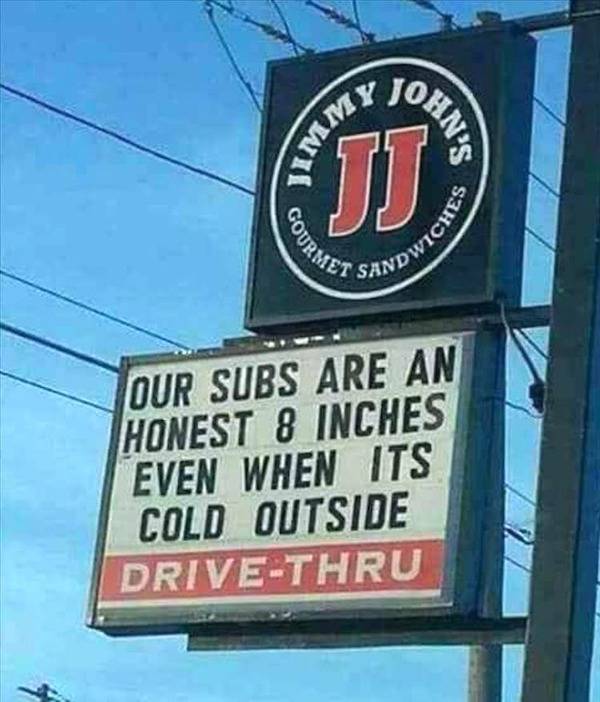 JIMMY JOHN'S
JJ
GOURMET SANDWICHES
OUR SUBS ARE AN
HONEST 8 INCHES
EVEN WHEN ITS
COLD OUTSIDE
DRIVE-THRU